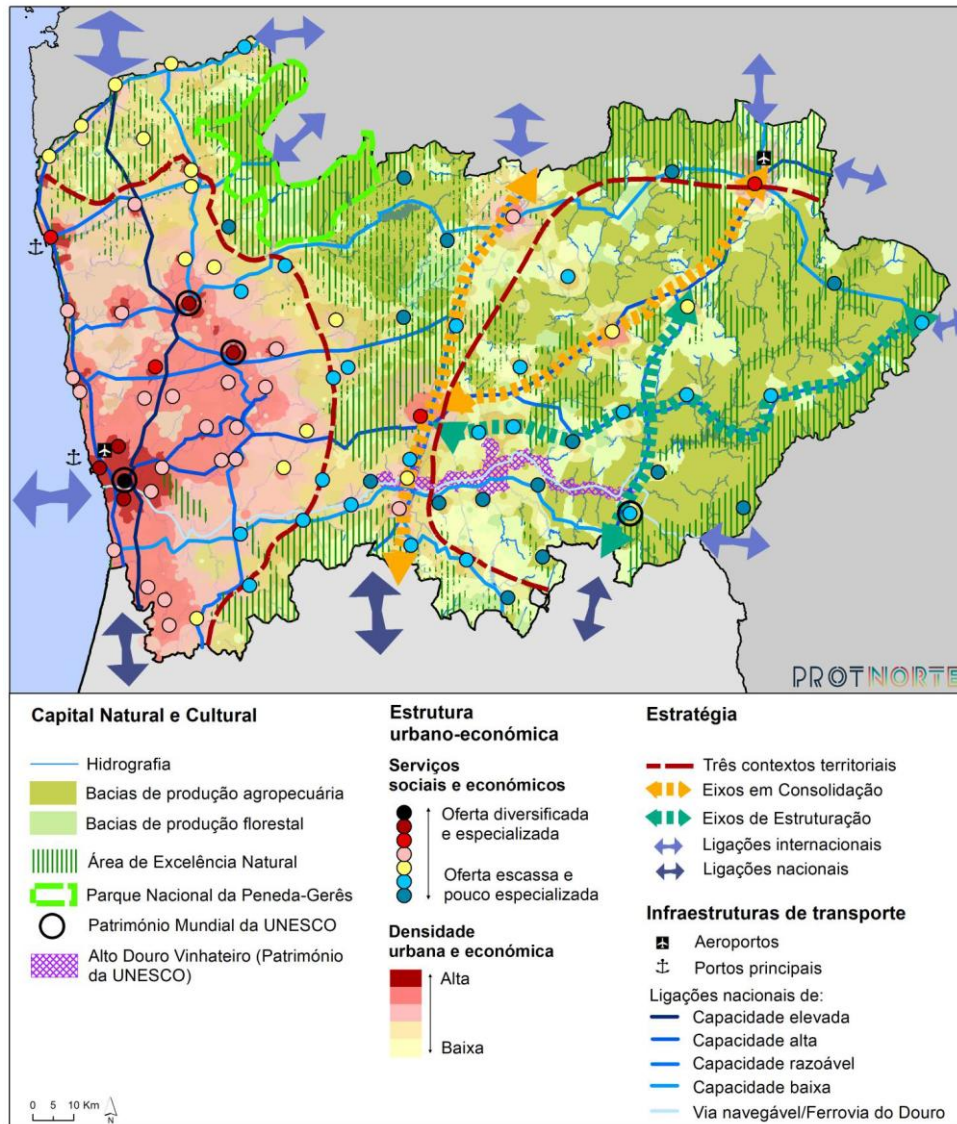 PROTNORTE
Capital Natural e Cultural
Hidrografia
Bacias de produção agropecuária
Bacias de produção florestal
Área de Excelência Natural
Parque Nacional da Peneda-Gerês
Património Mundial da UNESCO
Alto Douro Vinhateiro (Património
da UNESCO)
0 5 10 Km
N
Estrutura
urbano-económica
Serviços
sociais e económicos
Oferta diversificada
e especializada
Oferta escassa e
pouco especializada
Densidade
urbana e económica
Alta
Baixa
Estratégia
Três contextos territoriais
Eixos em Consolidação
Eixos de Estruturação
Ligações internacionais
Ligações nacionais
Infraestruturas de transporte
Aeroportos
Portos principais
Ligações nacionais de:
Capacidade elevada
Capacidade alta
Capacidade razoável
Capacidade baixa
Via navegável/Ferrovia do Douro